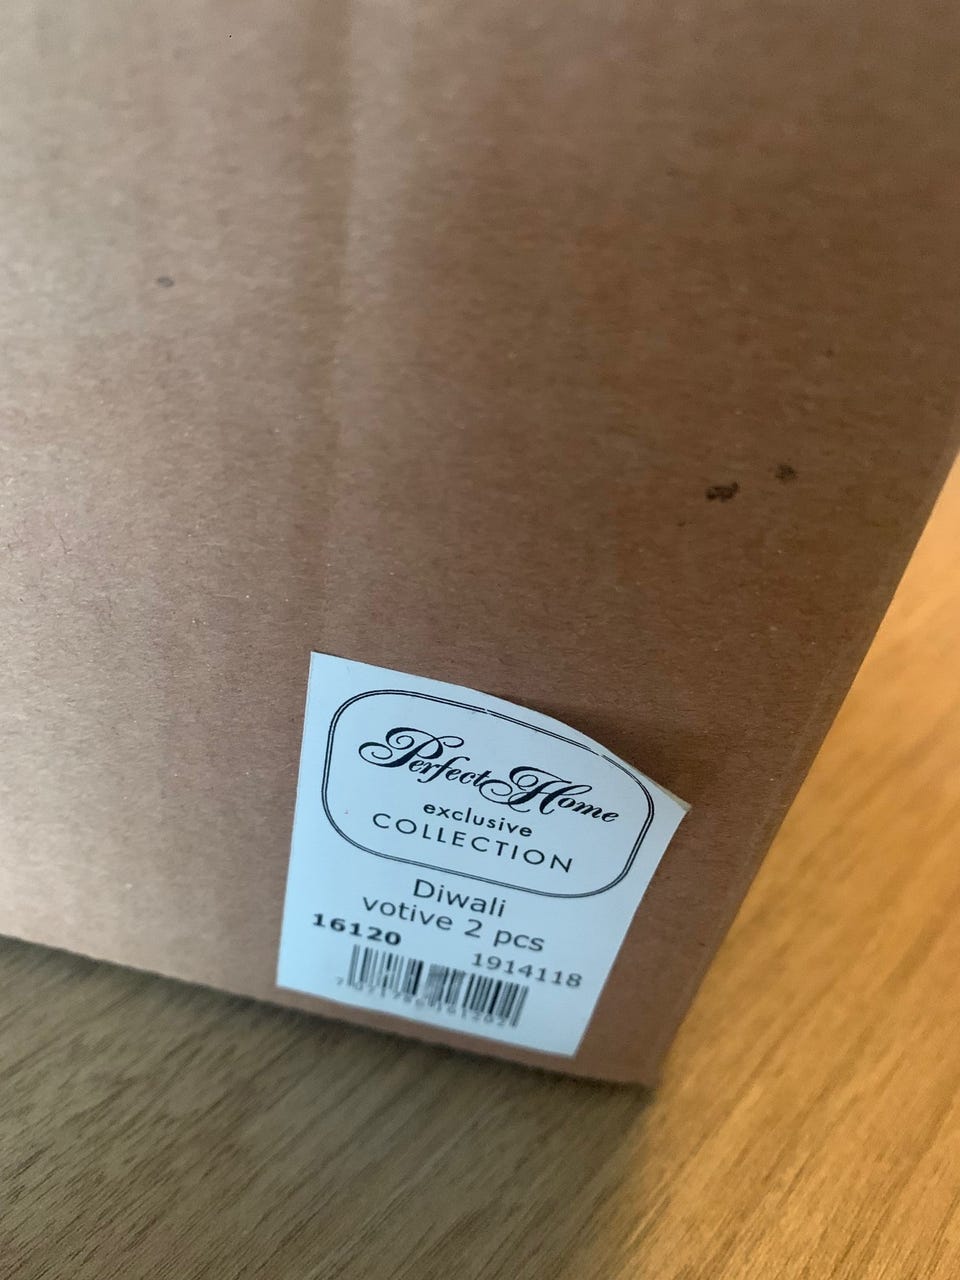 Perfect Home
exclusive
COLLECTION
Diwali
votive 2 pcs
16120
1914118